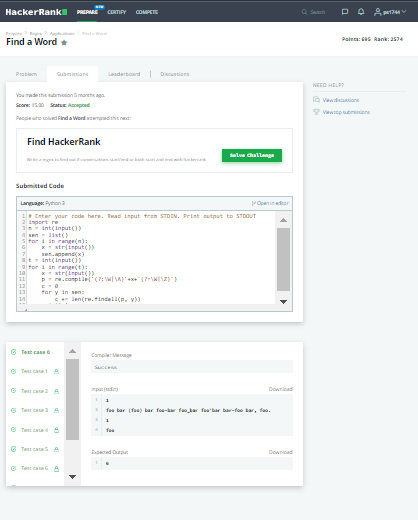 HackerRank
PREPARE
NEW
CERTIFY
COMPETE
Search
Prepare > Regex > Applications > Find a Word
Find a Word
Points: 695 Rank: 2574
Problem
Submissions
Leaderboard
Discussions
You made this submission 5 months ago.
Score: 15.00 Status: Accepted
People who solved Find a Word attempted this next:
Find HackerRank
Write a regex to find out if conversations start/end or both start and end with hackerrank
Solve Challenge
NEED HELP?
View discussions
View top submissions
Submitted Code
Language: Python 3
Open in editor
1 # Enter your code here. Read input from STDIN. Print output to STDOUT
2 import re
3 n = int(input())
4 sen = list()
5 for i in range(n):
6 x = str(input())
7 sen.append(x)
8 t = int(input())
9 for i in range(t):
10 x = str(input())
11 p = re.compile('(?:\W|\A)'+x+'(?=\W|\Z)')
12 c = 0
13 for y in sen:
14 c += len(re.findall(p, y))
Test case 0
Test case 1
Test case 2
Test case 3
Test case 4
Test case 5
Test case 6
Compiler Message
Success
Input (stdin)
Download
1 1
2 foo bar (foo) bar foo-bar foo_bar foo'bar bar-foo bar, foo.
3 1
4 foo
Expected Output
Download
1 6